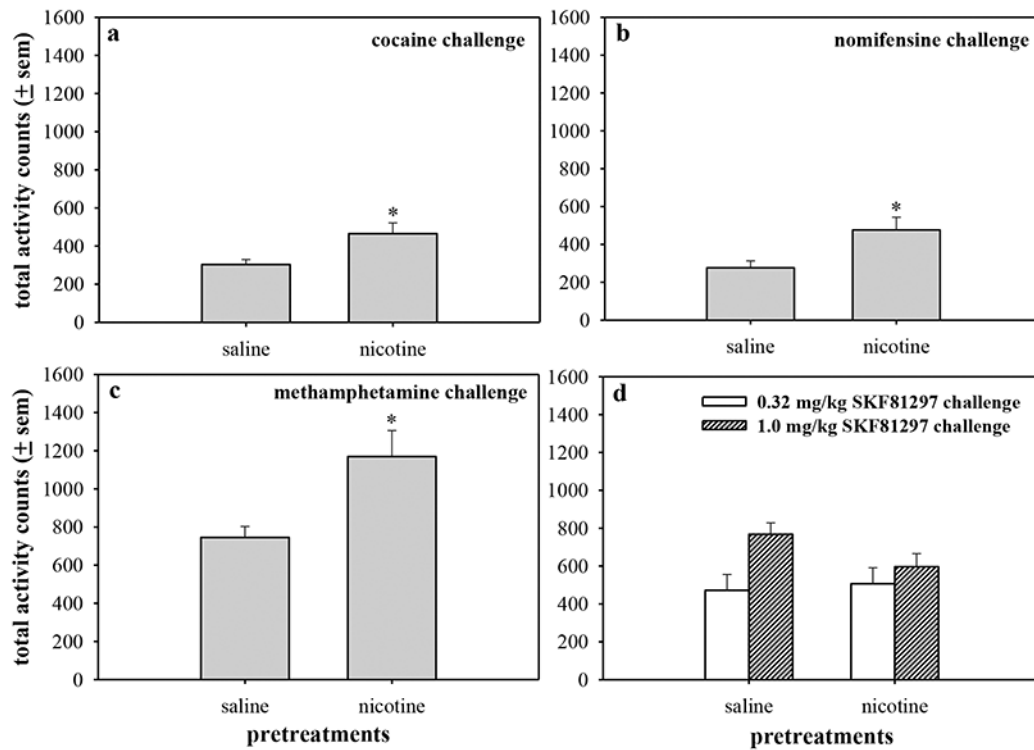 a
cocaine challenge
total activity counts (± sem)
1600
1400
1200
1000
800
600
400
200
0
*
saline
nicotine
b
nomifensine challenge
1600
1400
1200
1000
800
600
400
200
0
*
saline
nicotine
c
methamphetamine challenge
total activity counts (± sem)
1600
1400
1200
1000
800
600
400
200
0
*
saline
nicotine
pretreatments
d
0.32 mg/kg SKF81297 challenge
1.0 mg/kg SKF81297 challenge
1600
1400
1200
1000
800
600
400
200
0
saline
nicotine
pretreatments